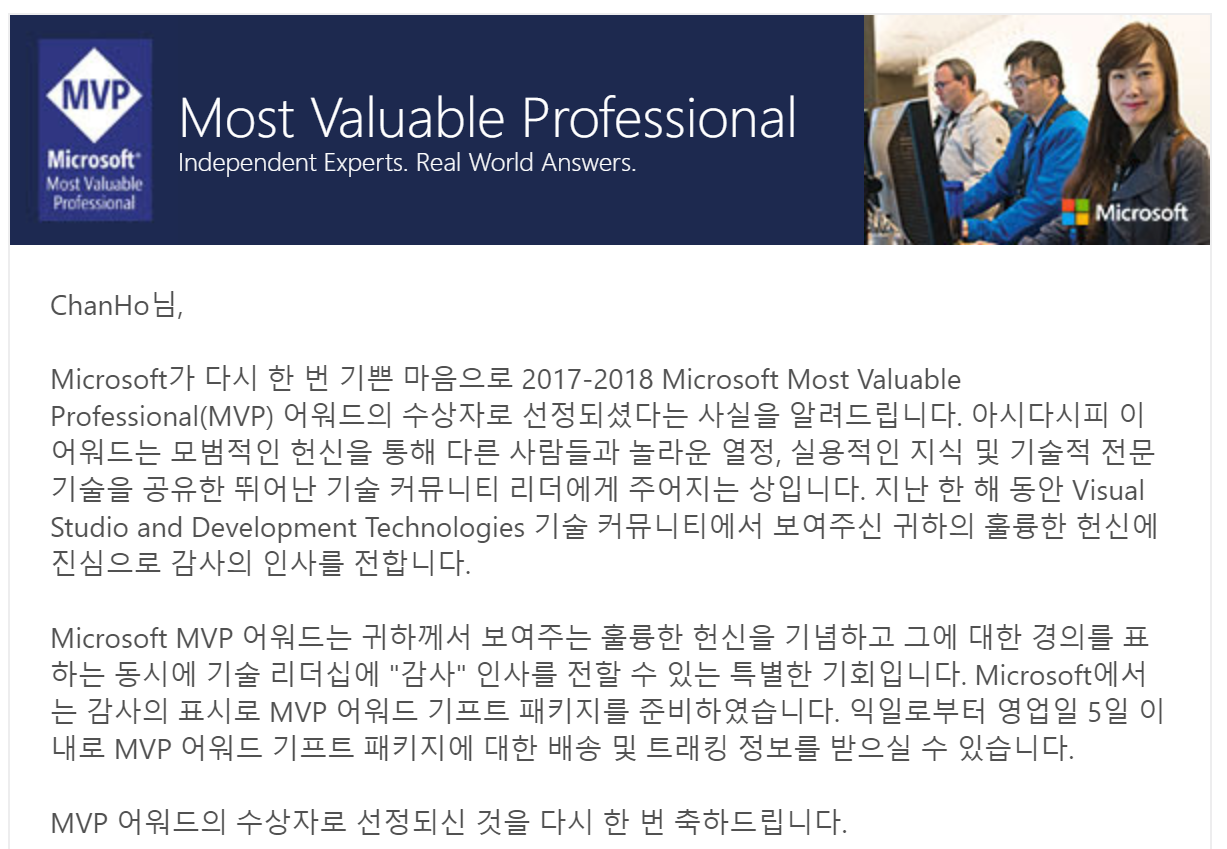 MVP
Microsoft®
Most Valuable
Professional
Most Valuable Professional
Independent Experts. Real World Answers.
Microsoft
ChanHo님,
Microsoft가 다시 한 번 기쁜 마음으로 2017-2018 Microsoft Most Valuable
Professional(MVP) 어워드의 수상자로 선정되셨다는 사실을 알려드립니다. 아시다시피 이
어워드는 모범적인 헌신을 통해 다른 사람들과 놀라운 열정, 실용적인 지식 및 기술적 전문
기술을 공유한 뛰어난 기술 커뮤니티 리더에게 주어지는 상입니다. 지난 한 해 동안 Visual
Studio and Development Technologies 기술 커뮤니티에서 보여주신 귀하의 훌륭한 헌신에
진심으로 감사의 인사를 전합니다.
Microsoft MVP 어워드는 귀하께서 보여주는 훌륭한 헌신을 기념하고 그에 대한 경의를 표
하는 동시에 기술 리더십에 "감사" 인사를 전할 수 있는 특별한 기회입니다. Microsoft에서
는 감사의 표시로 MVP 어워드 기프트 패키지를 준비하였습니다. 익일로부터 영업일 5일 이
내로 MVP 어워드 기프트 패키지에 대한 배송 및 트래킹 정보를 받으실 수 있습니다.
MVP 어워드의 수상자로 선정되신 것을 다시 한 번 축하드립니다.